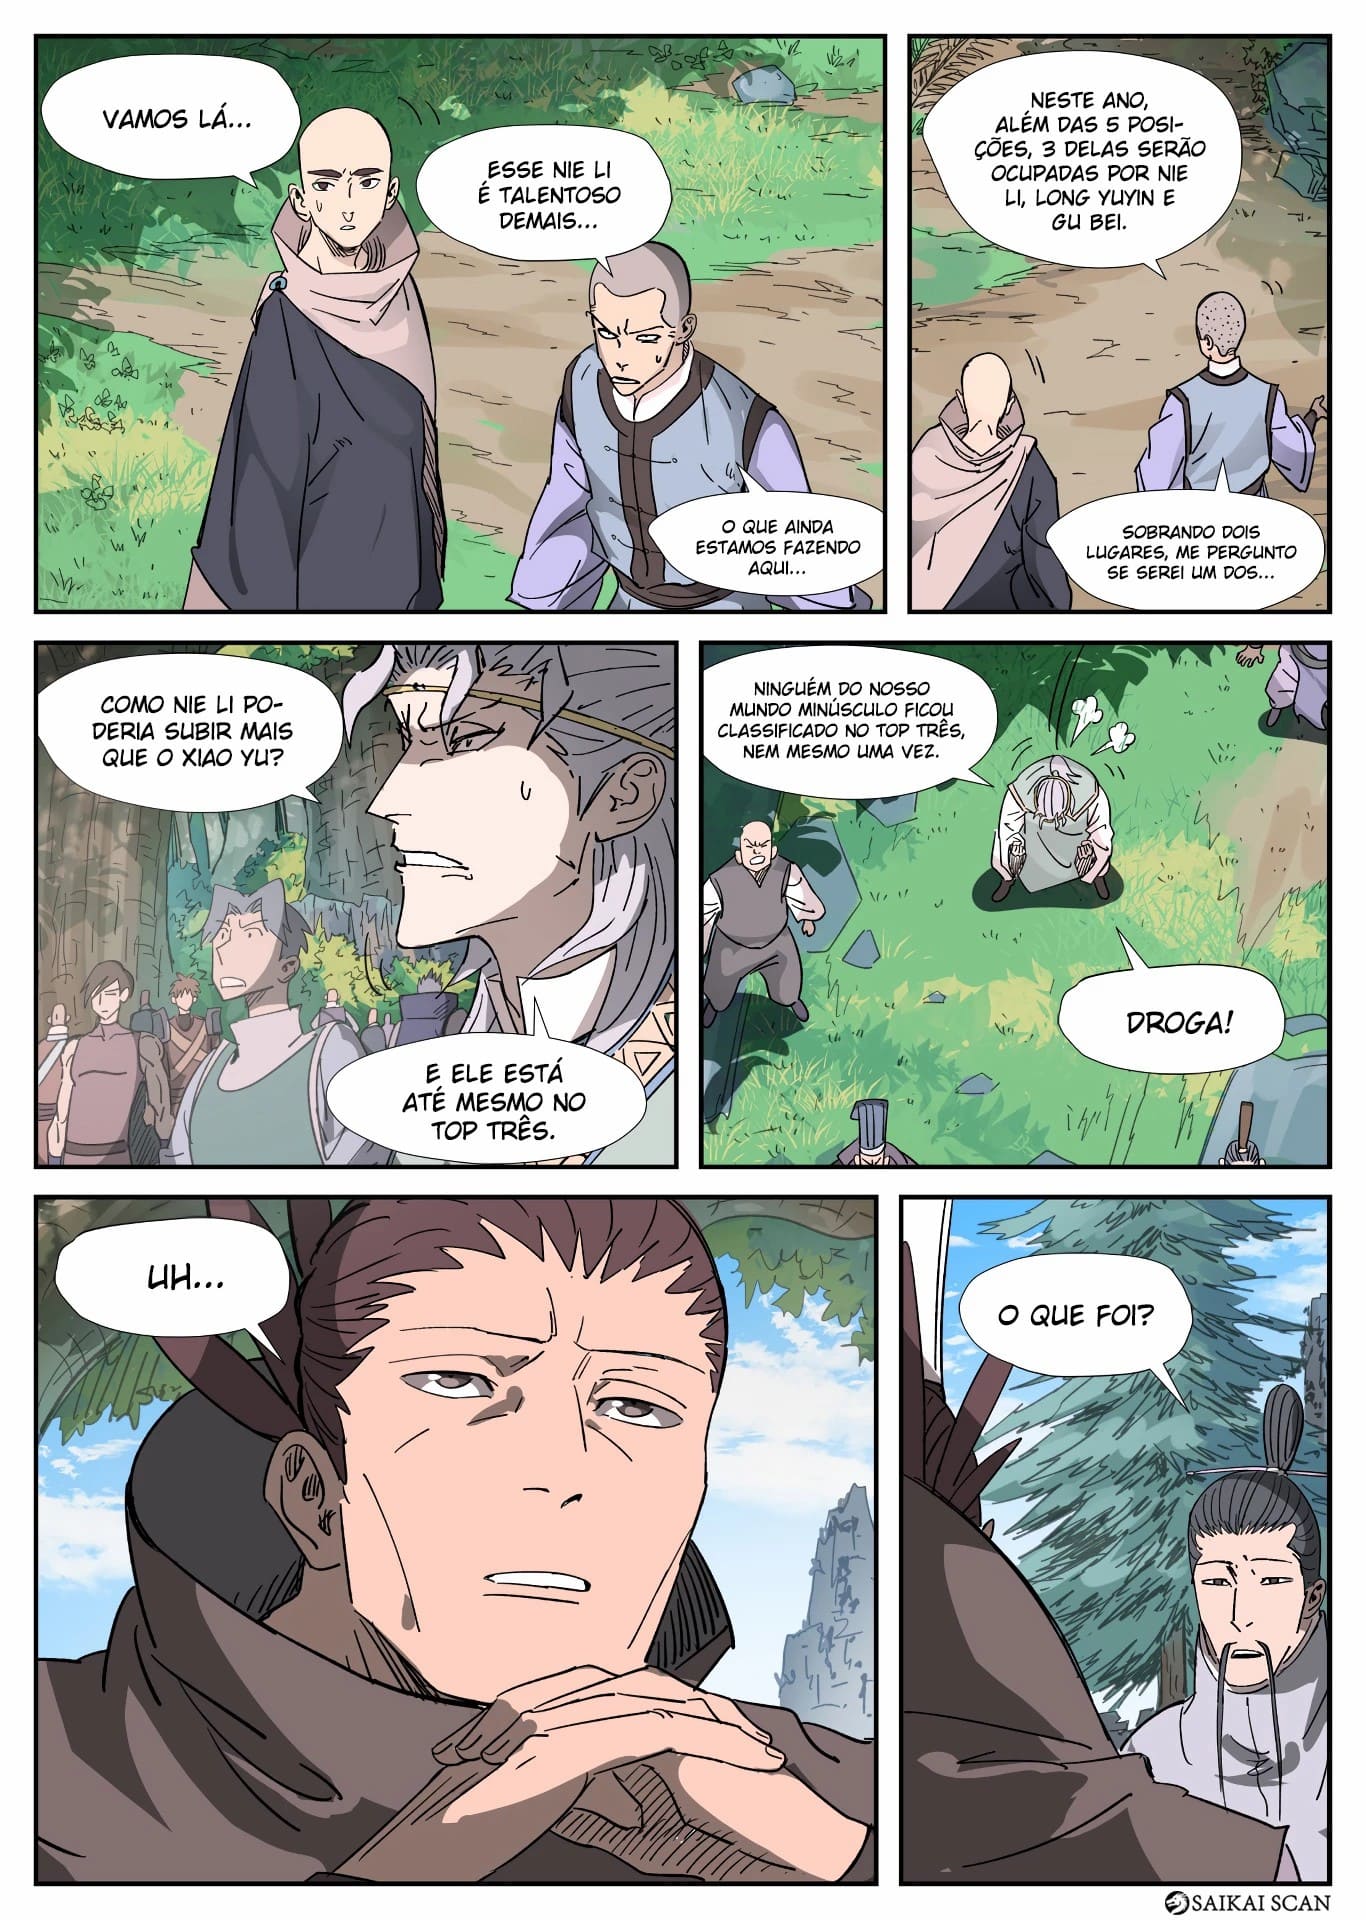 VAMOS LÁ...
ESSE NIE LI
É TALENTOSO
DEMAIS...
O QUE AINDA
ESTAMOS FAZENDO
AQUI...
NESTE ANO,
ALÉM DAS 5 POSI-
ÇÕES, 3 DELAS SERÃO
OCUPADAS POR NIE
LI, LONG YUYIN E
GU BEI.
SOBRANDO DOIS
LUGARES, ME PERGUNTO
SE SEREI UM DOS...
COMO NIE LI PO-
DERIA SUBIR MAIS
QUE O XIAO YU?
E ELE ESTÁ
ATÉ MESMO NO
TOP TRÊS.
NINGUÉM DO NOSSO
MUNDO MINÚSCULO FICOU
CLASSIFICADO NO TOP TRÊS,
NEM MESMO UMA VEZ.
DROGA!
UH...
O QUE FOI?
SAIKAI SCAN